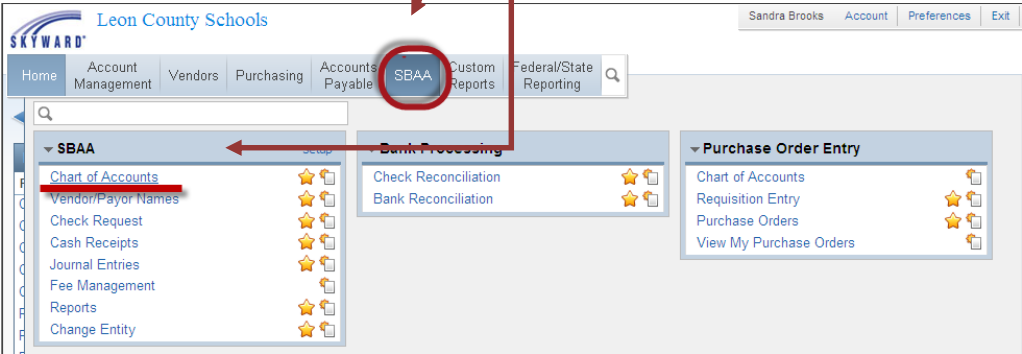 Leon County Schools
SKYWARD
Sandra Brooks Account Preferences Exit
Home Account Management Vendors Purchasing Accounts Payable SBAA Custom Reports Federal/State Reporting
SBAA Setup
Chart of Accounts
Vendor/Payor Names
Check Request
Cash Receipts
Journal Entries
Fee Management
Reports
Change Entity
Bank Processing
Check Reconciliation
Bank Reconciliation
Purchase Order Entry
Chart of Accounts
Requisition Entry
Purchase Orders
View My Purchase Orders